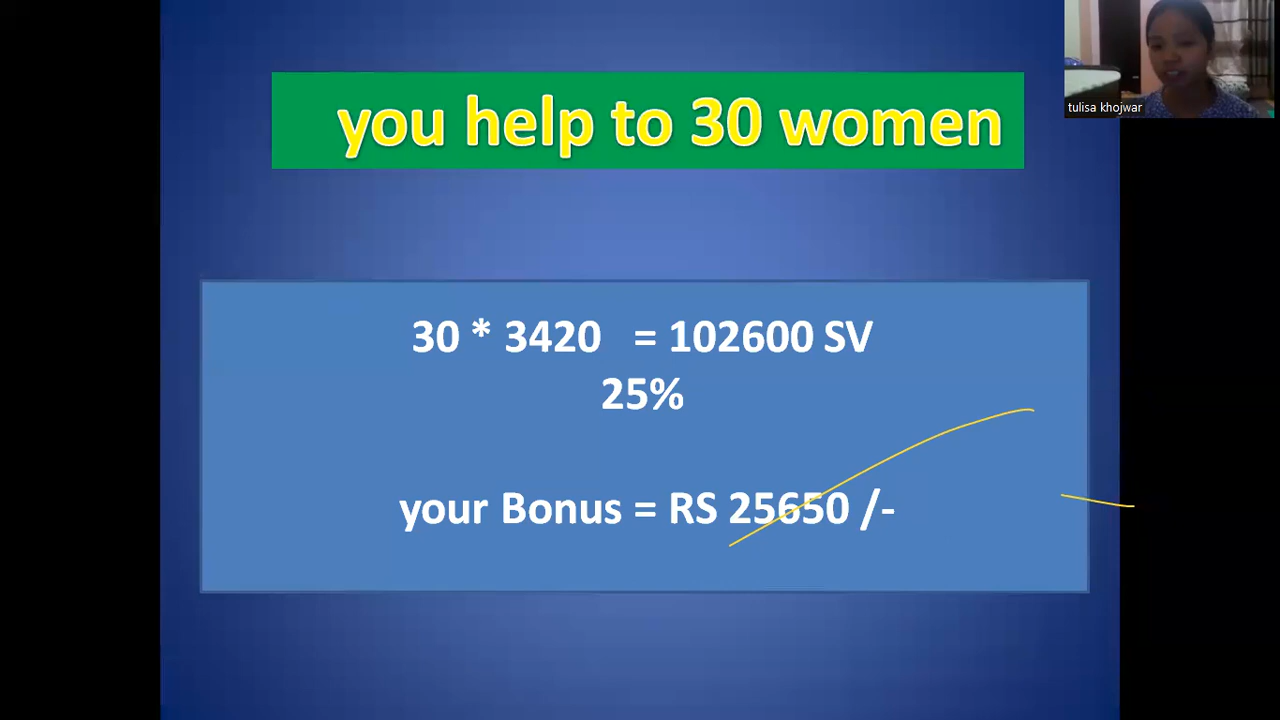 you help to 30 women
tulisa khojwar
30 * 3420 = 102600 SV
25%
your Bonus = RS 25650 /-